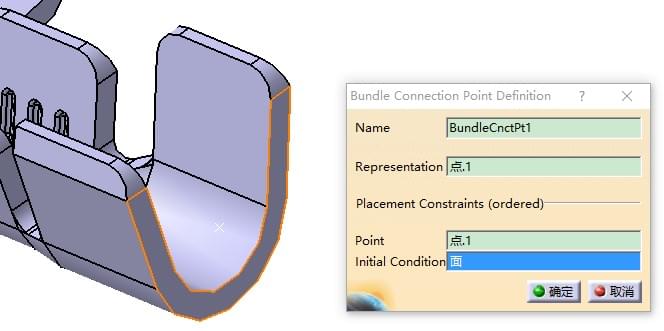 Bundle Connection Point Definition
Name BundleCnctPt1
Representation 点.1
Placement Constraints (ordered)
Point 点.1
Initial Condition 面
确定 取消